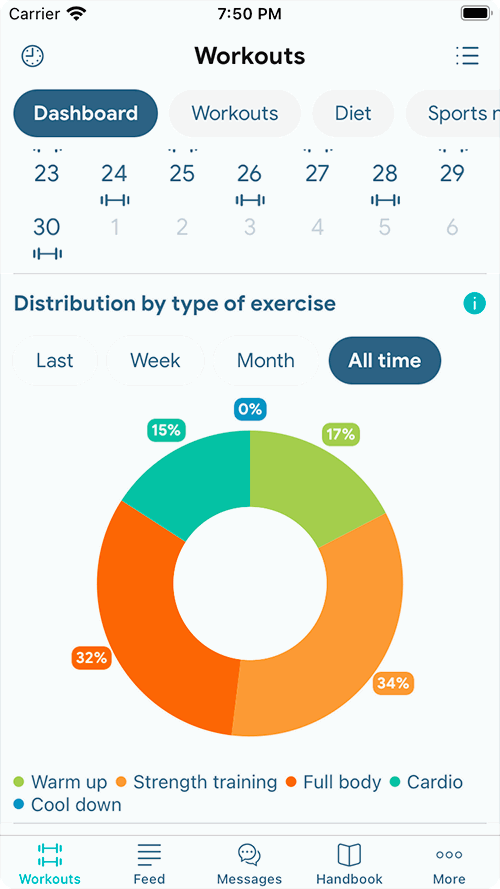 Carrier 7:50 PM
Workouts
Dashboard Workouts Diet Sports n
23 24 25 26 27 28 29
30 1 2 3 4 5 6
Distribution by type of exercise
Last Week Month All time
0%
15% 17%
32%
34%
Warm up Strength training Full body Cardio
Cool down
Workouts Feed Messages Handbook More